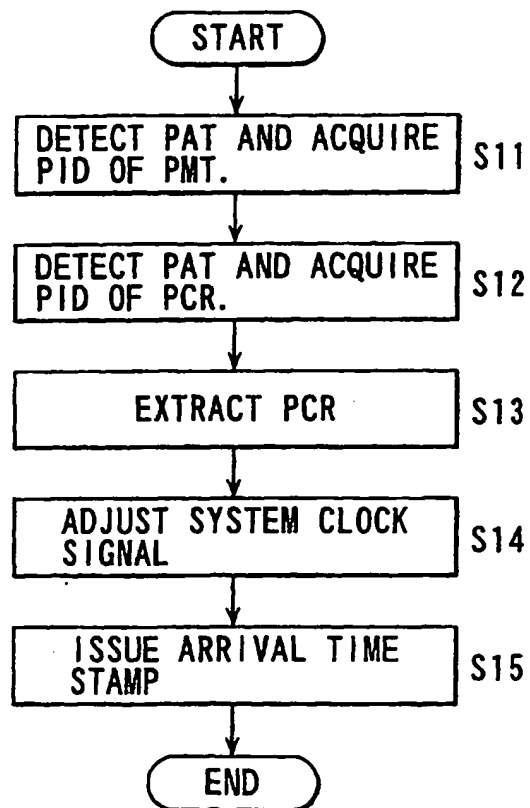 START
DETECT PAT AND ACQUIRE
PID OF PMT.
S11
DETECT PAT AND ACQUIRE
PID OF PCR.
S12
EXTRACT PCR
S13
ADJUST SYSTEM CLOCK
SIGNAL
S14
ISSUE ARRIVAL TIME
STAMP
S15
END